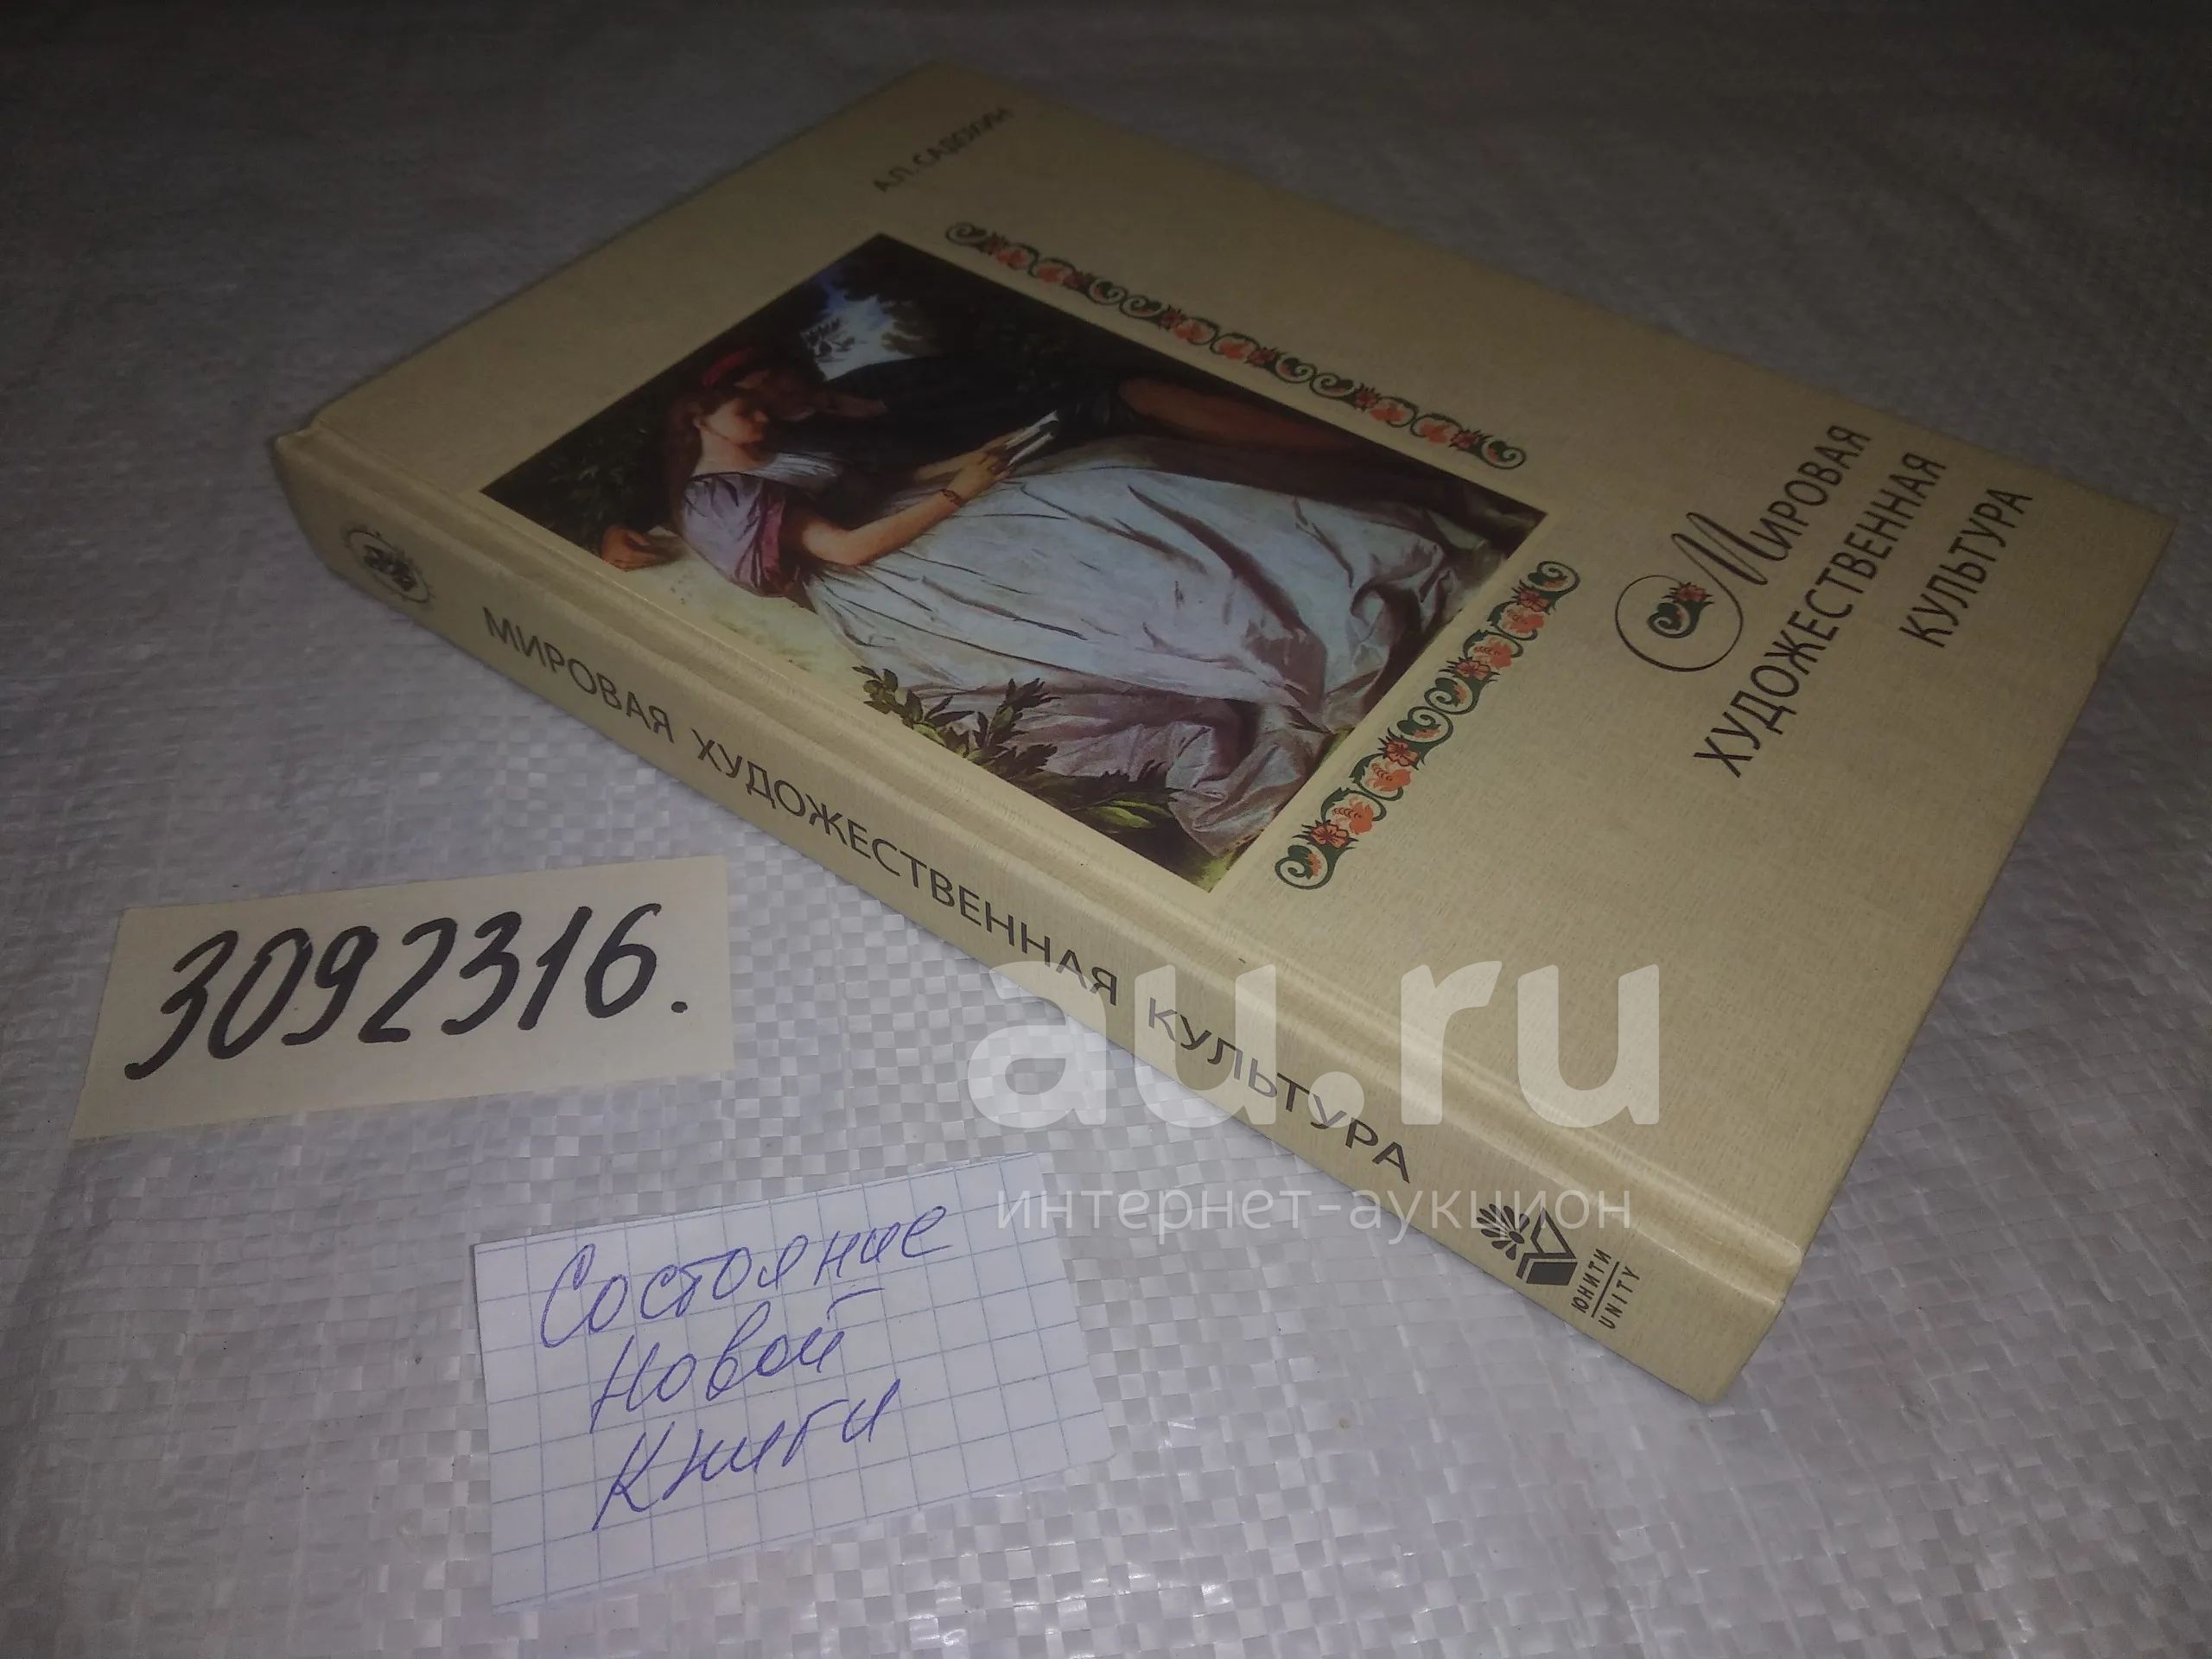 А.П. САДОХИН
Мировая
ХУДОЖЕСТВЕННАЯ
КУЛЬТУРА
МИРОВАЯ ХУДОЖЕСТВЕННАЯ КУЛЬТУРА
ЮНИТИ
UNITY
3092316.
Состояние
новой
книги
au.ru
интернет-аукцион